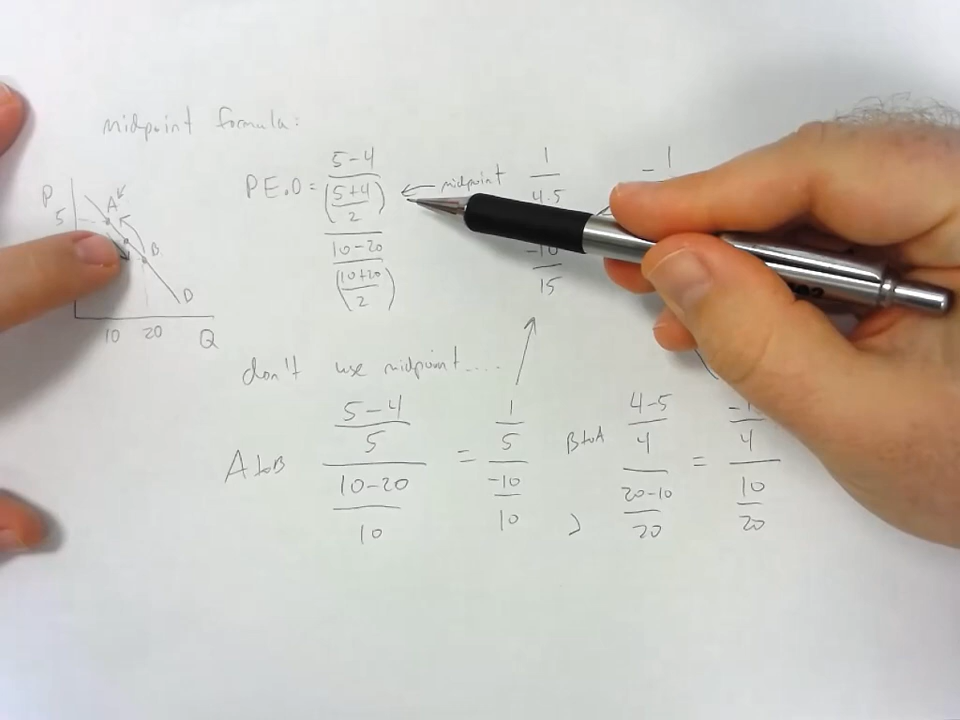 midpoint formula:
P
5
A
B
D
10 20 Q
P E.D = 5-4 / (5+4 / 2) / 10-20 / (10+20 / 2)
← midpoint
1 / 4.5 / -10 / 15
- 1
don't use midpoint....
A to B 5-4 / 5 / 10-20 / 10 = 1 / 5 / -10 / 10
B to A 4-5 / 4 / 20-10 / 20 = -1 / 4 / 10 / 20